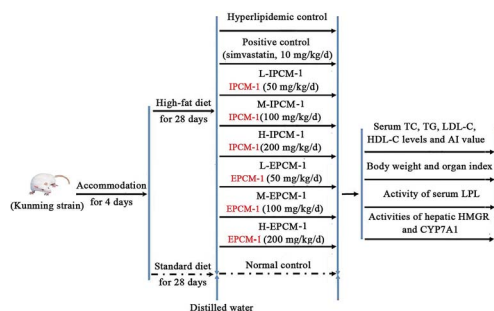 Hyperlipidemic control
Positive control
(simvastatin, 10 mg/kg/d)
L-IPCM-1
IPCM-1 (50 mg/kg/d)
High-fat diet
for 28 days
M-IPCM-1
IPCM-1(100 mg/kg/d)
H-IPCM-1
IPCM-1(200 mg/kg/d)
L-EPCM-1
EPCM-1 (50 mg/kg/d)
M-EPCM-1
EPCM-1 (100 mg/kg/d)
H-EPCM-1
EPCM-1 (200 mg/kg/d)
Standard diet
for 28 days
Normal control
Distilled water
(Kunming strain)
Accommodation
for 4 days
Serum TC, TG, LDL-C,
HDL-C levels and AI value
Body weight and organ index
Activity of serum LPL
Activities of hepatic HMGR
and CYP7A1